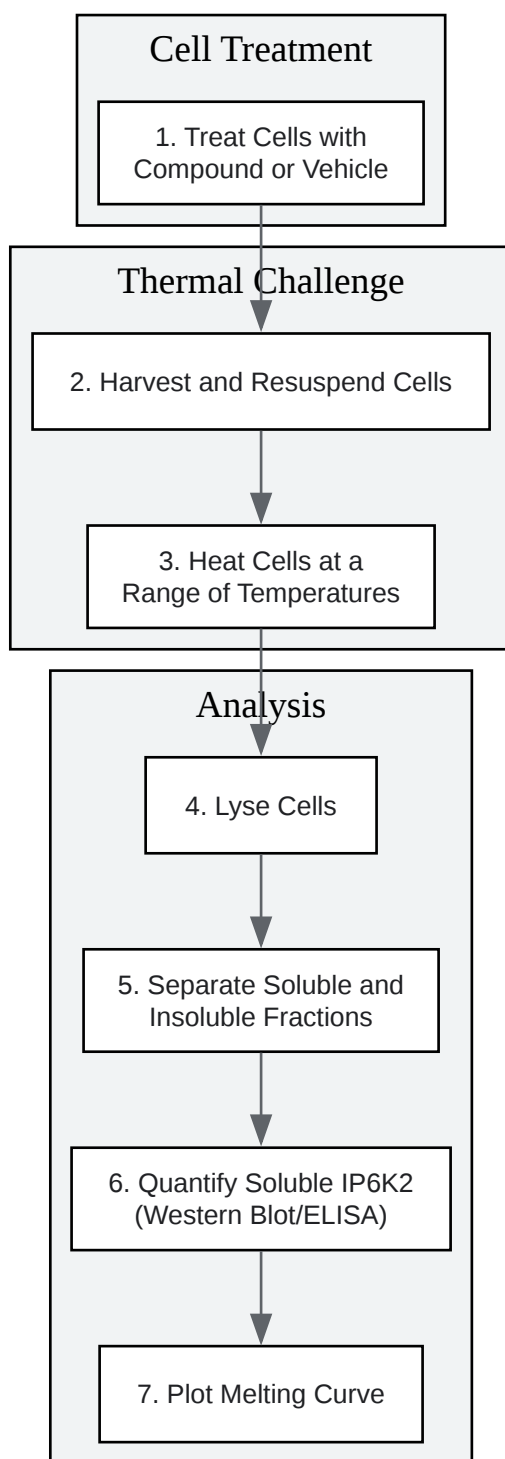 Cell Treatment
1. Treat Cells with
Compound or Vehicle
Thermal Challenge
2. Harvest and Resuspend Cells
3. Heat Cells at a
Range of Temperatures
Analysis
4. Lyse Cells
5. Separate Soluble and
Insoluble Fractions
6. Quantify Soluble IP6K2
(Western Blot/ELISA)
7. Plot Melting Curve